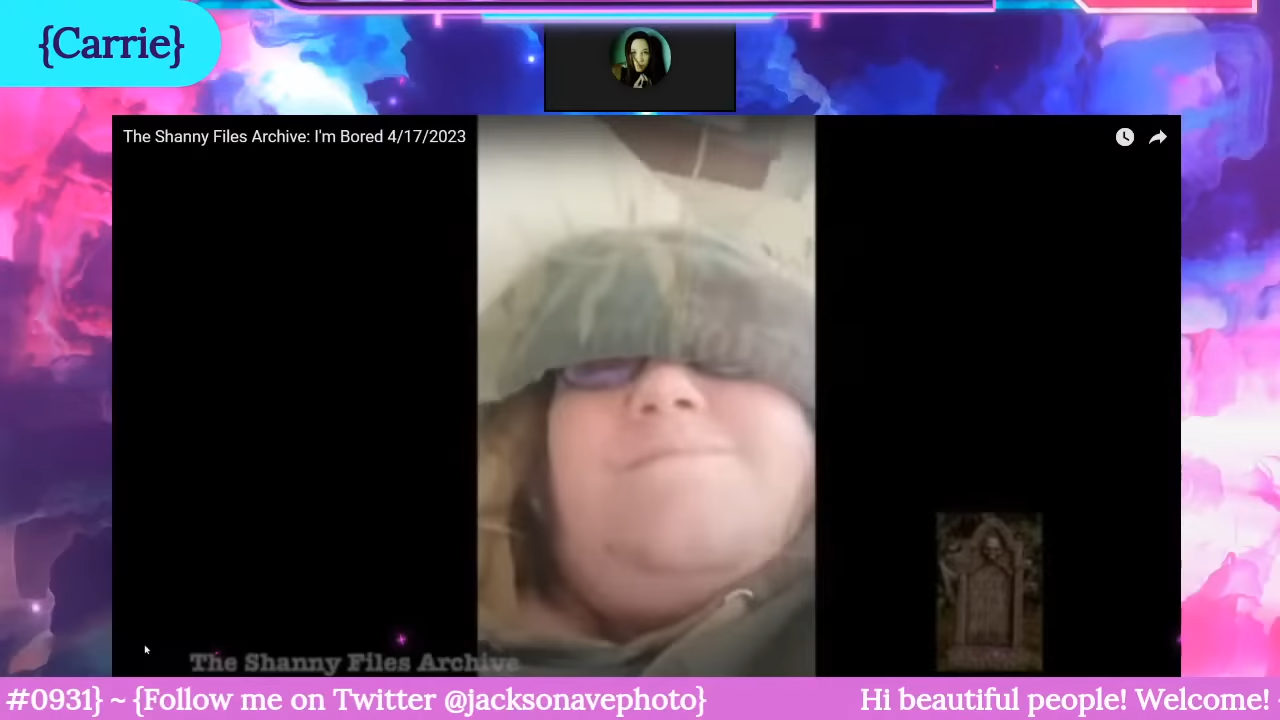 {Carrie}
The Shanny Files Archive: I'm Bored 4/17/2023
The Shanny Files Archive
#0931} ~ {Follow me on Twitter @jacksonavephoto}
Hi beautiful people! Welcome!